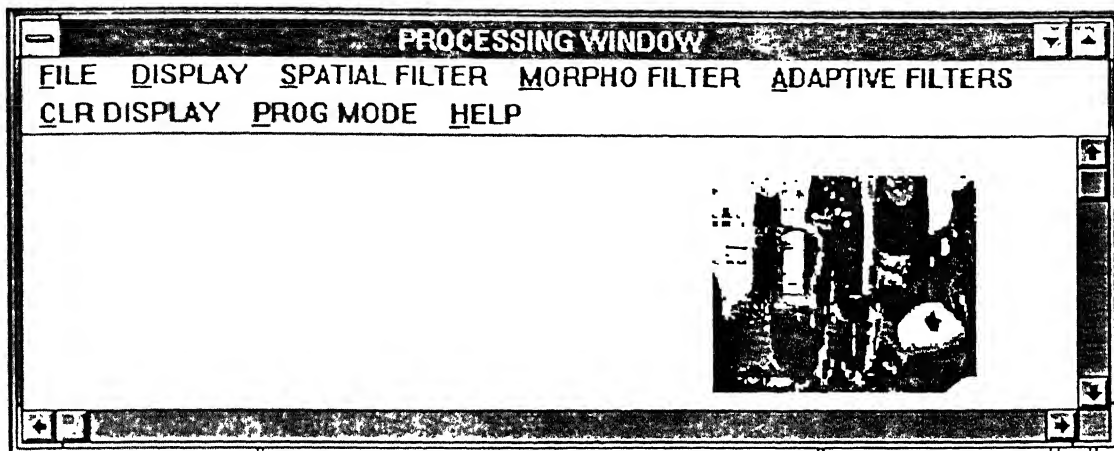 PROCESSING WINDOW
FILE DISPLAY SPATIAL FILTER MORPHO FILTER ADAPTIVE FILTERS
CLR DISPLAY PROG MODE HELP